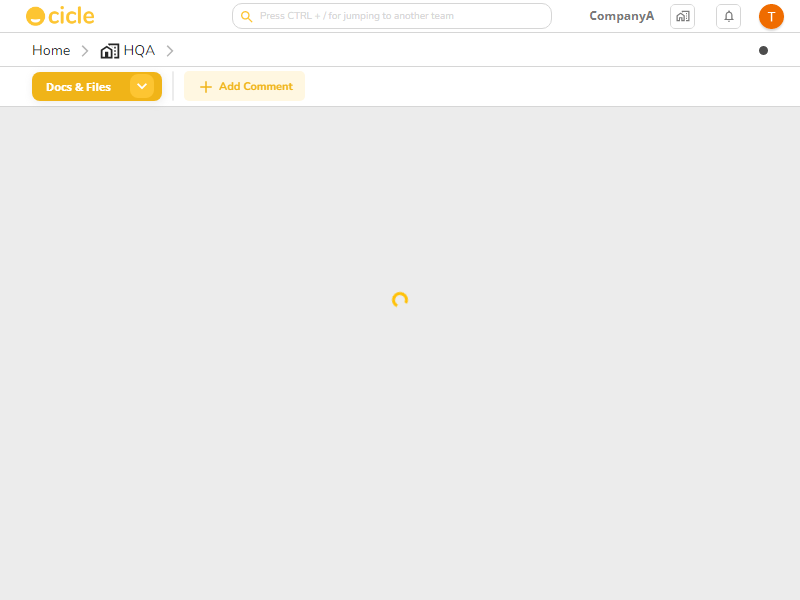 cicle
Press CTRL + / for jumping to another team
CompanyA
T
Home
HQA
Docs & Files
Add Comment